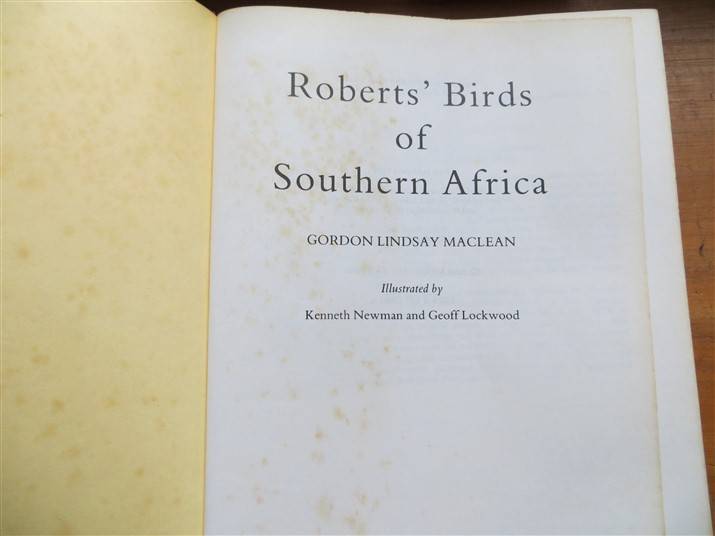 Roberts' Birds
of
Southern Africa
GORDON LINDSAY MACLEAN
Illustrated by
Kenneth Newman and Geoff Lockwood